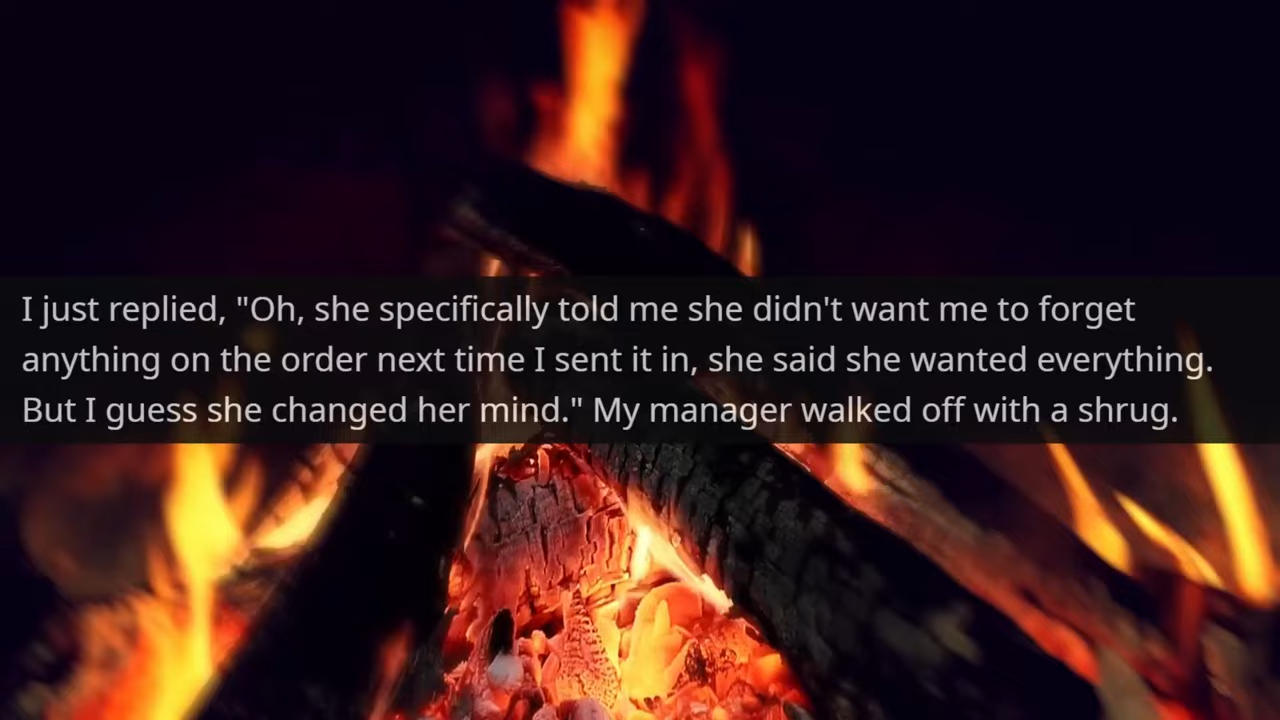 I just replied, "Oh, she specifically told me she didn't want me to forget
anything on the order next time I sent it in, she said she wanted everything.
But I guess she changed her mind." My manager walked off with a shrug.